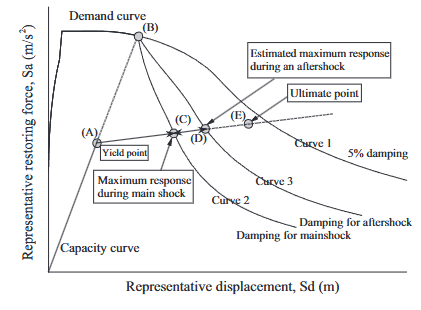 Demand curve
(B)
Estimated maximum response
during an aftershock
Ultimate point
(E)
(C)
(D)
(A)
Yield point
Curve 1
5% damping
Maximum response
during main shock
Curve 3
Curve 2
Damping for aftershock
Damping for mainshock
Capacity curve
Representative restoring force, Sa (m/s²)
Representative displacement, Sd (m)